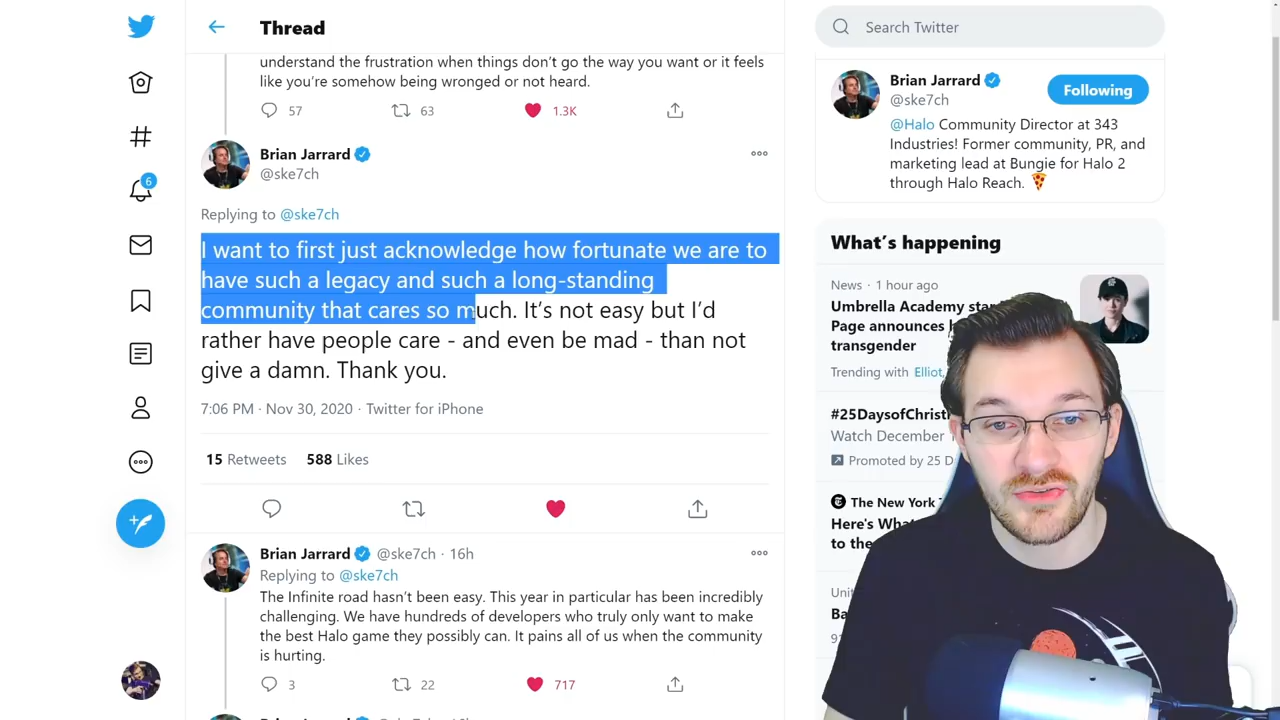 Thread
understand the frustration when things don't go the way you want or it feels
like you're somehow being wronged or not heard.
57
63
1.3K
Brian Jarrard
@ske7ch
Replying to @ske7ch
I want to first just acknowledge how fortunate we are to
have such a legacy and such a long-standing
community that cares so much. It's not easy but I'd
rather have people care - and even be mad - than not
give a damn. Thank you.
7:06 PM · Nov 30, 2020 · Twitter for iPhone
15 Retweets 588 Likes
Brian Jarrard @ske7ch · 16h
Replying to @ske7ch
The Infinite road hasn't been easy. This year in particular has been incredibly
challenging. We have hundreds of developers who truly only want to make
the best Halo game they possibly can. It pains all of us when the community
is hurting.
3
22
717
6
Search Twitter
Brian Jarrard
@ske7ch
Following
@Halo Community Director at 343
Industries! Former community, PR, and
marketing lead at Bungie for Halo 2
through Halo Reach.
What's happening
News · 1 hour ago
Umbrella Academy
Page announces
transgender
Trending with Elliot
#25DaysofChrist
Watch December
Promoted by 25 D
The New York
Here's
to the